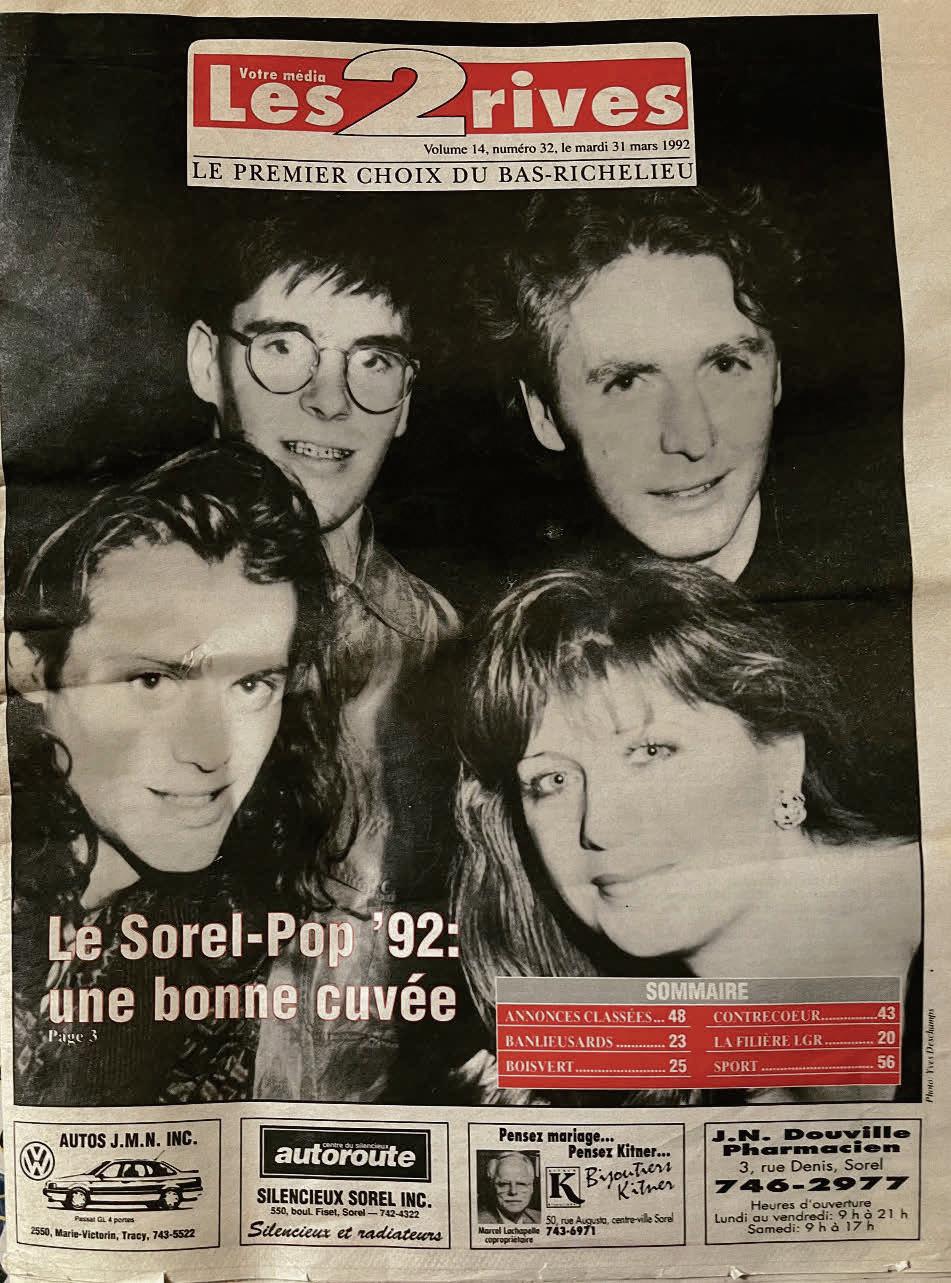 Votre média
Les 2 rives
Volume 14, numéro 32, le mardi 31 mars 1992
LE PREMIER CHOIX DU BAS-RICHELIEU
Le Sorel-Pop '92:
une bonne cuvée
Page 3
SOMMAIRE
ANNONCES CLASSÉES... 48
BANLIEUSARDS ............ 23
BOISVERT ..................... 25
CONTRECOEUR.............. 43
LA FILIÈRE LGR ............. 20
SPORT ............................ 56
Photo: Yves Deschamps
AUTOS J.M.N. INC.
Passat GL 4 portes
2550, Marie-Victorin, Tracy, 743-5522
centre du silencieux
autoroute
SILENCIEUX SOREL INC.
550, boul. Fiset, Sorel — 742-4322
Silencieux et radiateurs
Pensez mariage...
Pensez Kitner...
K
Bijoutiers
Kitner
Marcel Lachapelle
copropriétaire
50, rue Augusta, centre-ville Sorel
743-6971
J.N. Douville
Pharmacien
3, rue Denis, Sorel
746-2977
Heures d'ouverture
Lundi au vendredi: 9 h à 21 h
Samedi: 9 h à 17 h